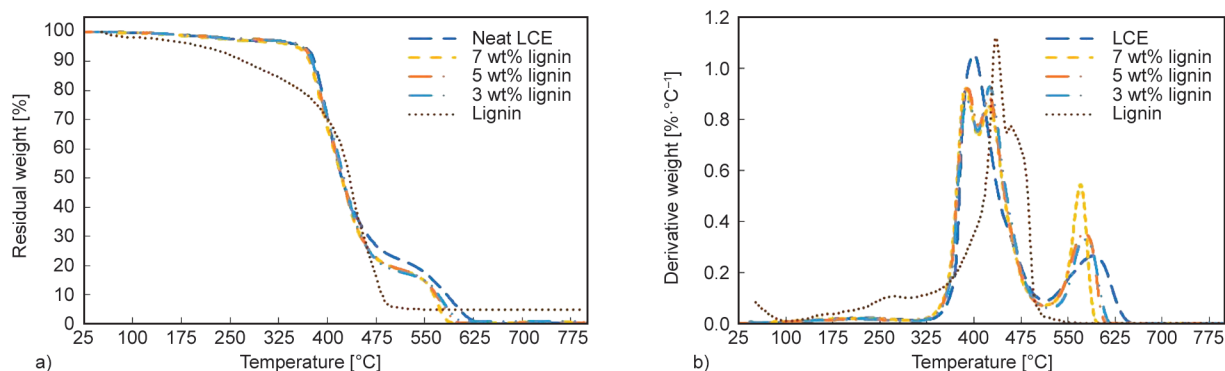 100
90
80
70
60
50
40
30
20
10
0
Residual weight [%]
Neat LCE
7 wt% lignin
5 wt% lignin
3 wt% lignin
Lignin
25 100 175 250 325 400 475 550 625 700 775
Temperature [°C]
a)
1.2
1.0
0.8
0.6
0.4
0.2
0.0
Derivative weight [%·°C⁻¹]
LCE
7 wt% lignin
5 wt% lignin
3 wt% lignin
Lignin
25 100 175 250 325 400 475 550 625 700 775
Temperature [°C]
b)